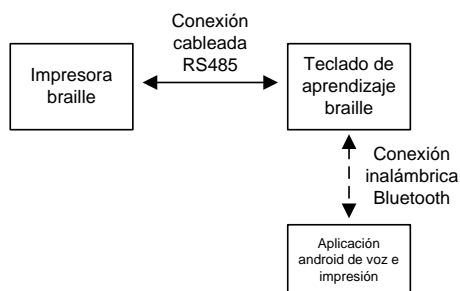 Conexión
cableada
RS485
Impresora
braille
Teclado de
aprendizaje
braille
Conexión
inalámbrica
Bluetooth
Aplicación
android de voz e
impresión